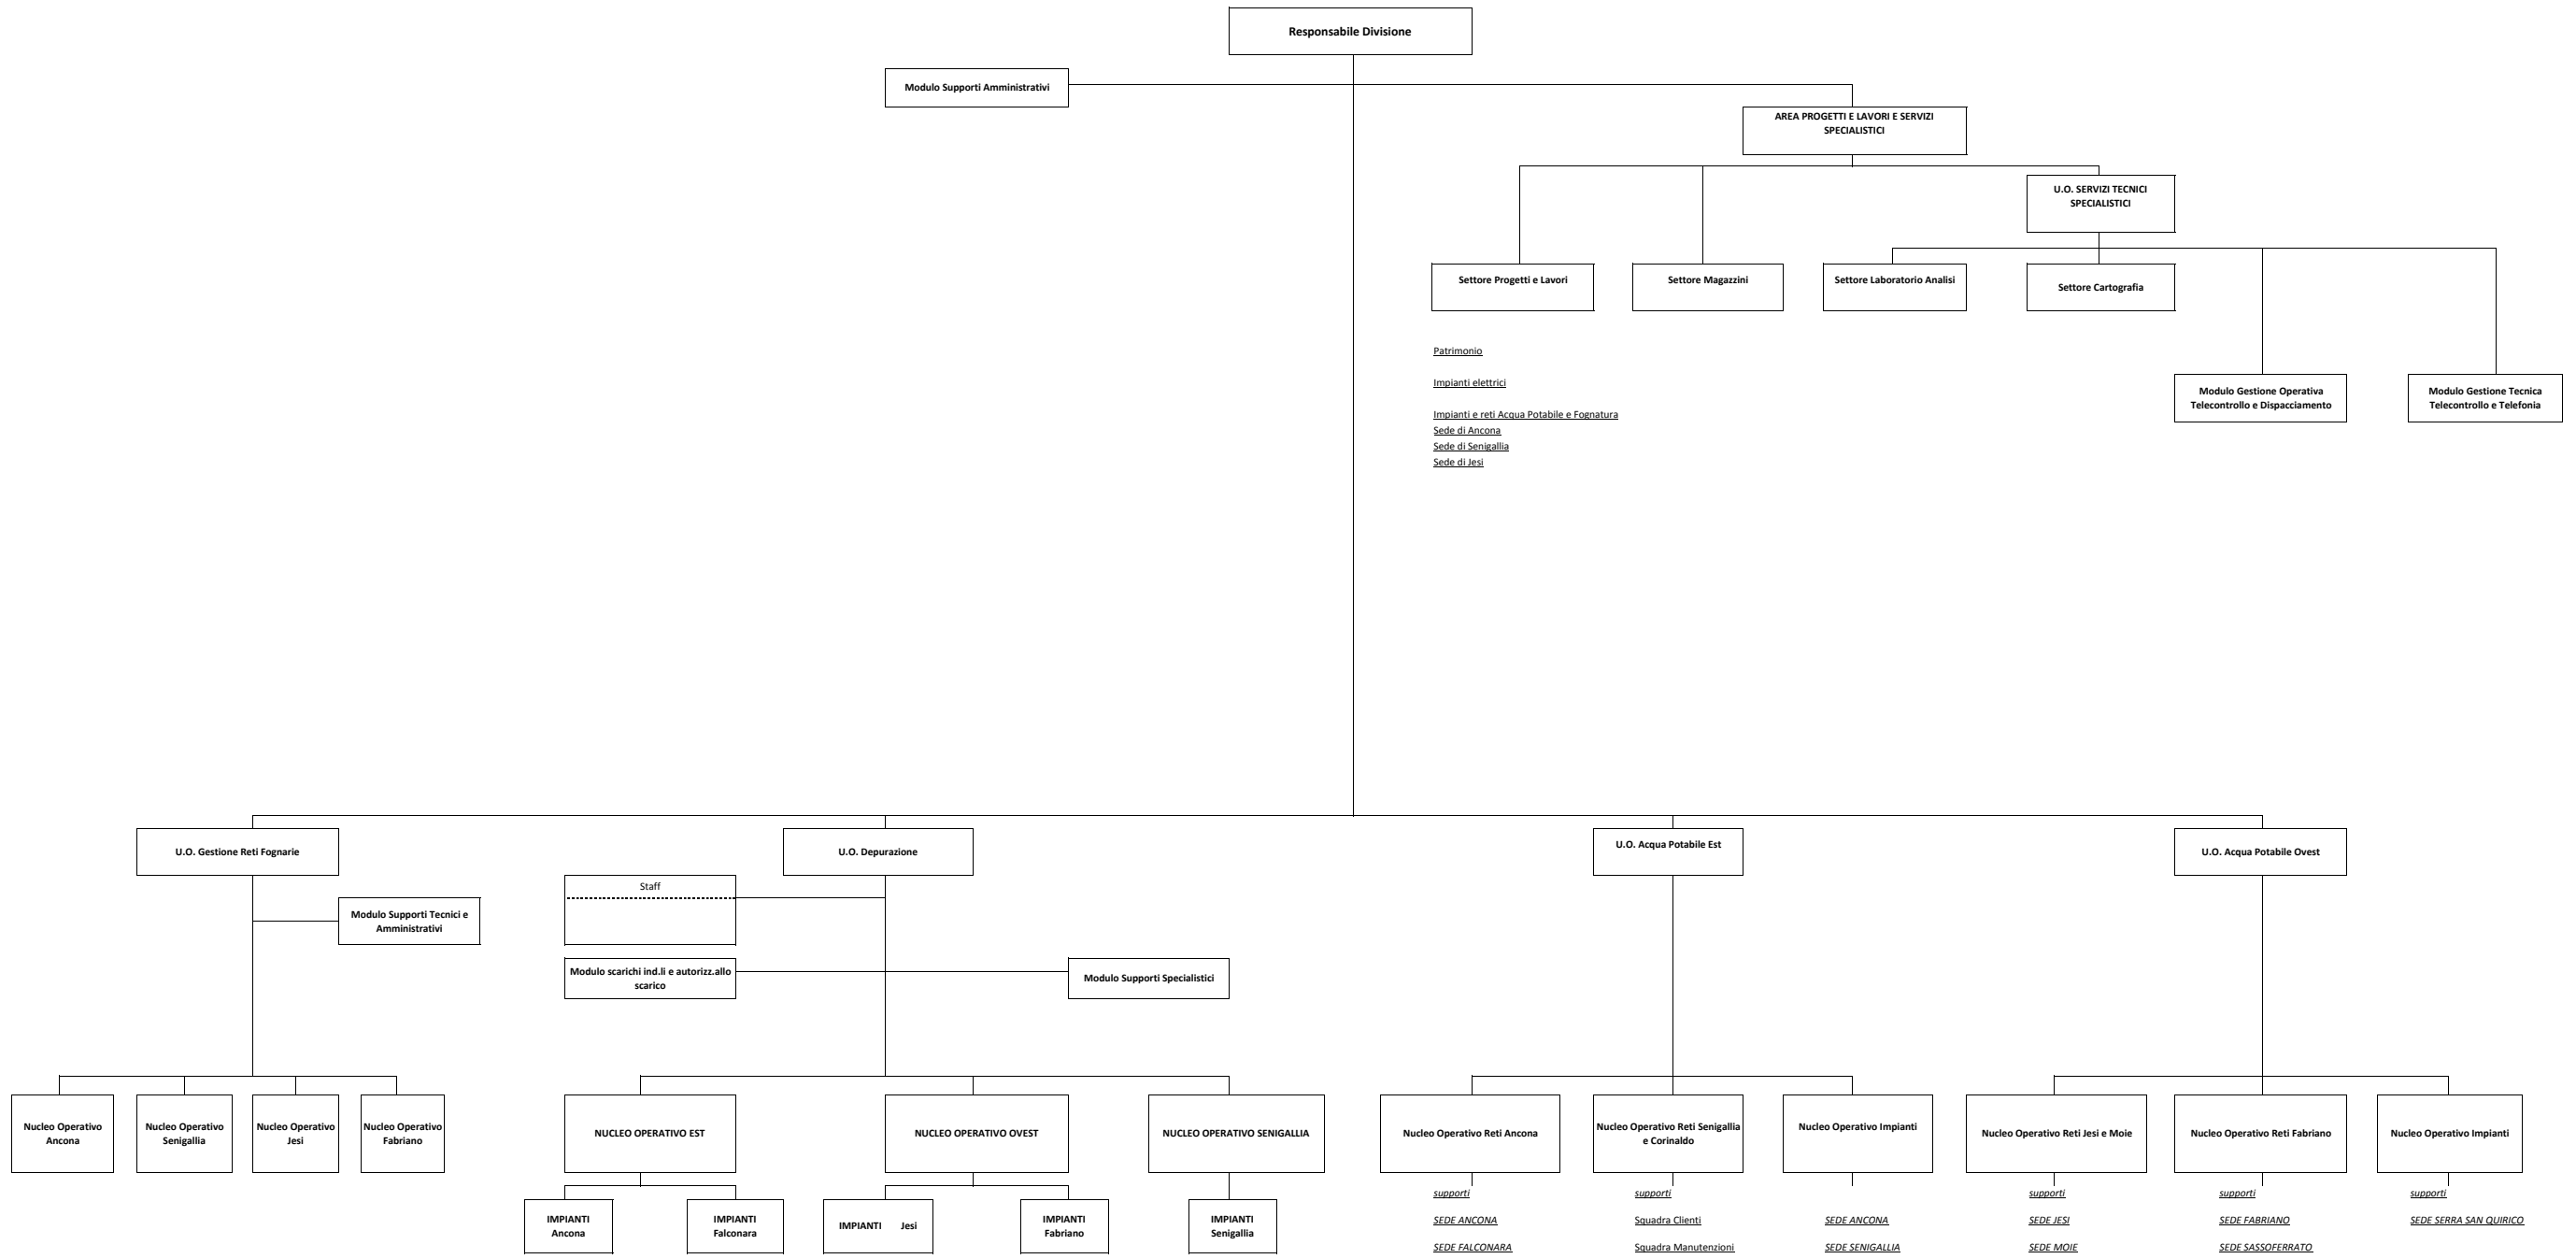 Responsabile Divisione
Modulo Supporti Amministrativi
AREA PROGETTI E LAVORI E SERVIZI
SPECIALISTICI
U.O. SERVIZI TECNICI
SPECIALISTICI
Settore Progetti e Lavori
Settore Magazzini
Settore Laboratorio Analisi
Settore Cartografia
Patrimonio
Impianti elettrici
Impianti e reti Acqua Potabile e Fognatura
Sede di Ancona
Sede di Senigallia
Sede di Jesi
Modulo Gestione Operativa
Telecontrollo e Dispacciamento
Modulo Gestione Tecnica
Telecontrollo e Telefonia
U.O. Gestione Reti Fognarie
U.O. Depurazione
U.O. Acqua Potabile Est
U.O. Acqua Potabile Ovest
Staff
Modulo Supporti Tecnici e
Amministrativi
Modulo scarichi ind.li e autorizz.allo
scarico
Modulo Supporti Specialistici
Nucleo Operativo
Ancona
Nucleo Operativo
Senigallia
Nucleo Operativo
Jesi
Nucleo Operativo
Fabriano
NUCLEO OPERATIVO EST
NUCLEO OPERATIVO OVEST
NUCLEO OPERATIVO SENIGALLIA
Nucleo Operativo Reti Ancona
Nucleo Operativo Reti Senigallia
e Corinaldo
Nucleo Operativo Impianti
Nucleo Operativo Reti Jesi e Moie
Nucleo Operativo Reti Fabriano
Nucleo Operativo Impianti
IMPIANTI
Ancona
IMPIANTI
Falconara
IMPIANTI Jesi
IMPIANTI
Fabriano
IMPIANTI
Senigallia
supporti
SEDE ANCONA
SEDE FALCONARA
supporti
Squadra Clienti
Squadra Manutenzioni
SEDE ANCONA
SEDE SENIGALLIA
supporti
SEDE JESI
SEDE MOIE
supporti
SEDE FABRIANO
SEDE SASSOFERRATO
supporti
SEDE SERRA SAN QUIRICO